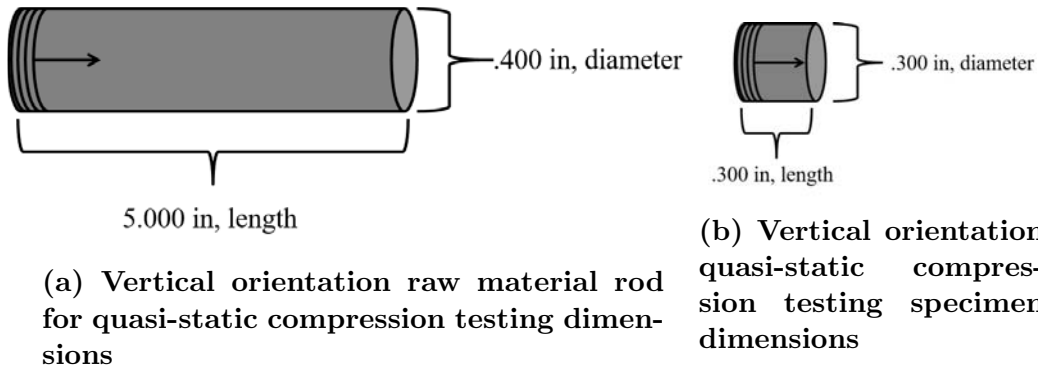 .400 in, diameter
5.000 in, length
(a) Vertical orientation raw material rod
for quasi-static compression testing dimen-
sions
.300 in, diameter
.300 in, length
(b) Vertical orientation
quasi-static compres-
sion testing specimen
dimensions